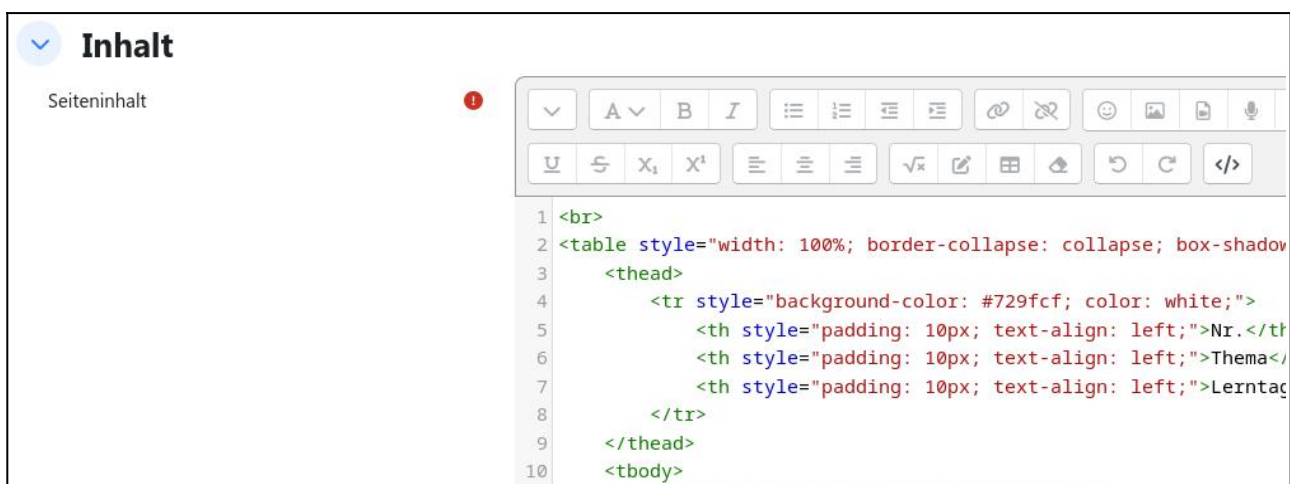 Inhalt
Seiteninhalt
A B I
U S X₁ X¹ √x </>
1 <br>
2 <table style="width: 100%; border-collapse: collapse; box-shadow
3 <thead>
4 <tr style="background-color: #729fcf; color: white;">
5 <th style="padding: 10px; text-align: left;">Nr.</th
6 <th style="padding: 10px; text-align: left;">Thema</
7 <th style="padding: 10px; text-align: left;">Lerntag
8 </tr>
9 </thead>
10 <tbody>